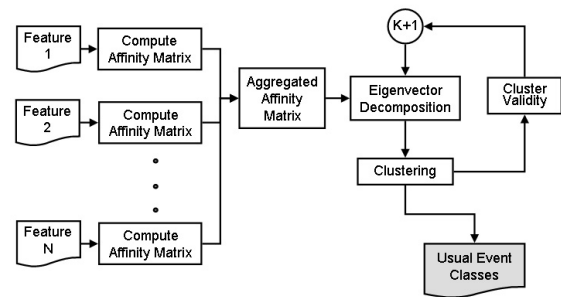 Feature
1
Compute
Affinity Matrix
Feature
2
Compute
Affinity Matrix
Feature
N
Compute
Affinity Matrix
Aggregated
Affinity
Matrix
K+1
Eigenvector
Decomposition
Cluster
Validity
Clustering
Usual Event
Classes